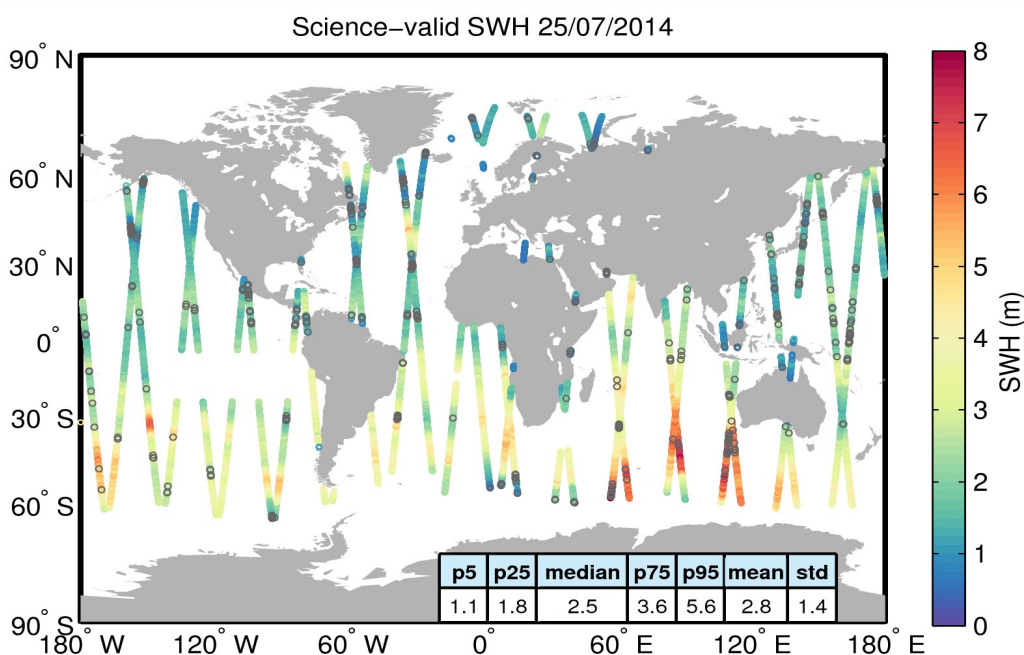 Science-valid SWH 25/07/2014
90° N
60° N
30° N
0°
30° S
60° S
90° S
180° W
120° W
60° W
0°
60° E
120° E
180° E
p5 p25 median p75 p95 mean std
1.1 1.8 2.5 3.6 5.6 2.8 1.4
8
7
6
5
4
3
2
1
0
SWH (m)